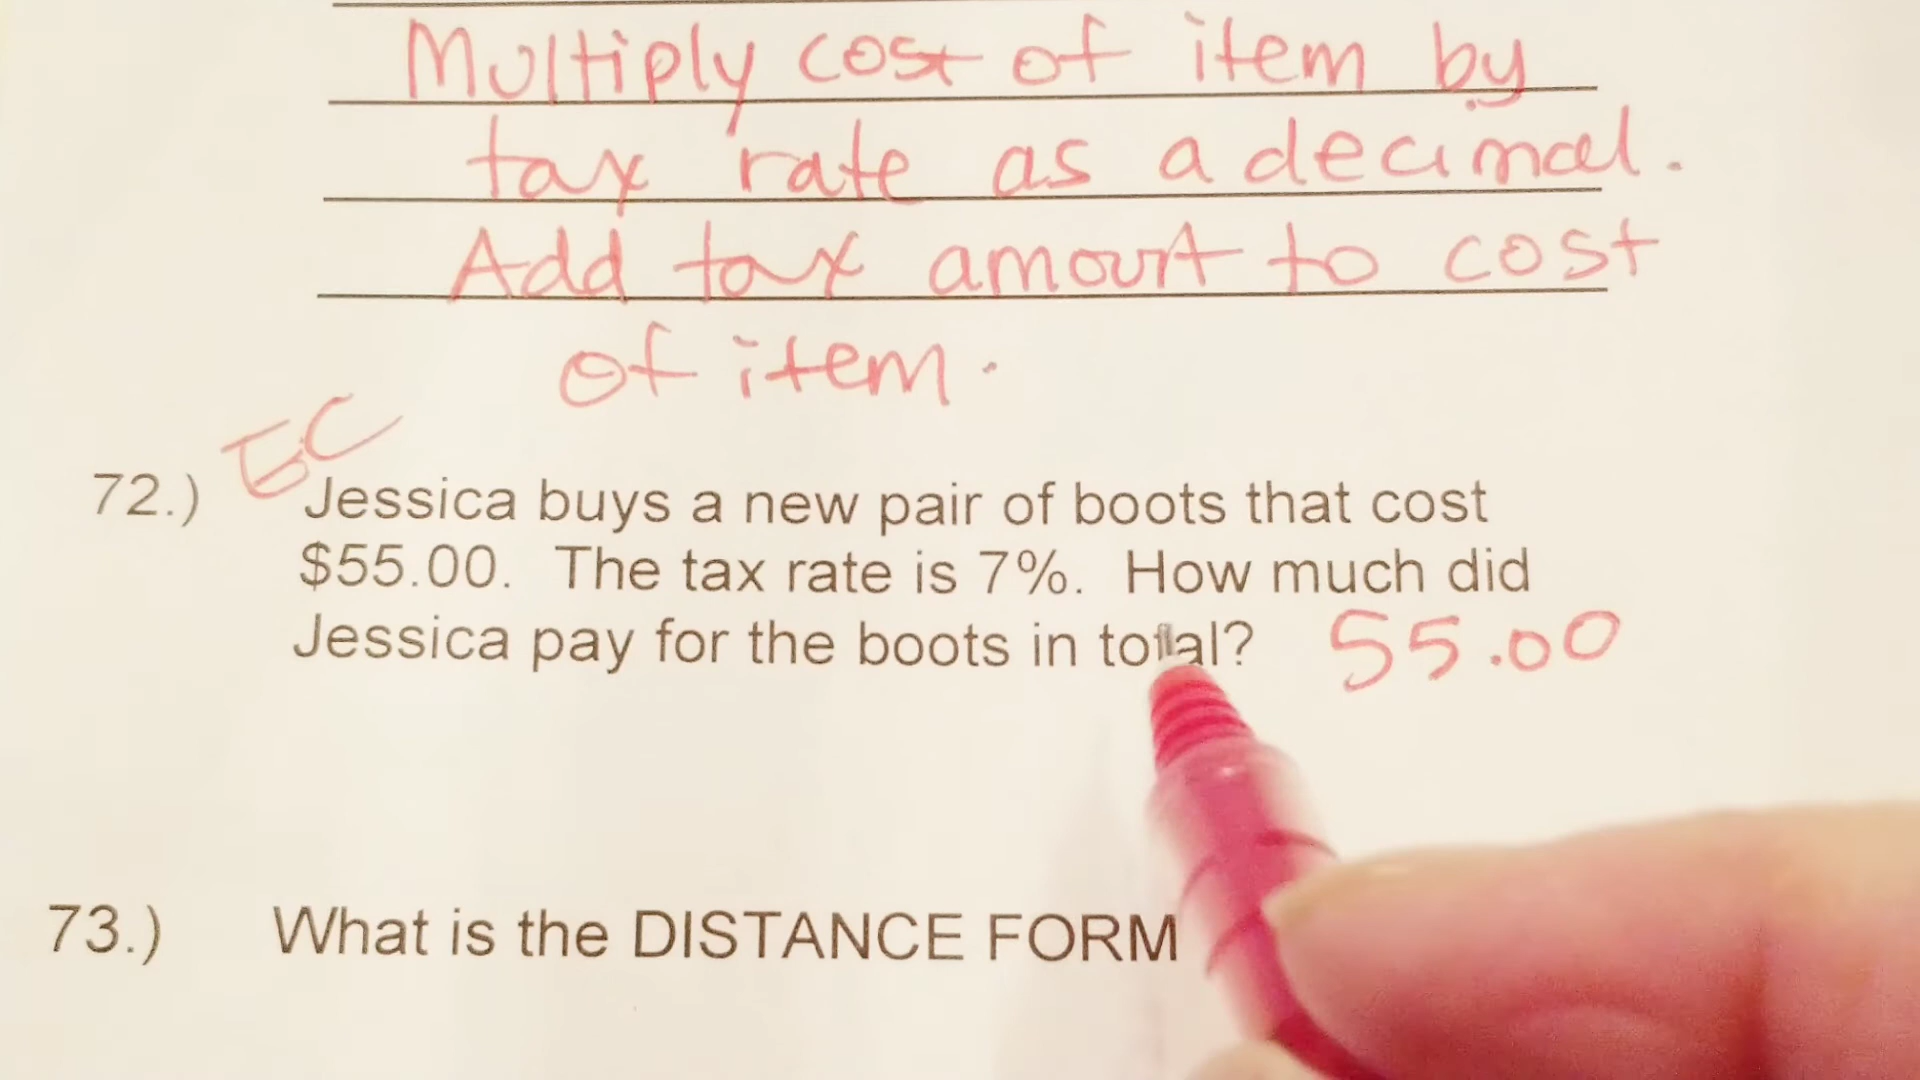 Multiply cost of item by
tax rate as a decimal.
Add tax amount to cost
of item.
EC
72.) Jessica buys a new pair of boots that cost
$55.00. The tax rate is 7%. How much did
Jessica pay for the boots in total? 55.00
73.) What is the DISTANCE FORM